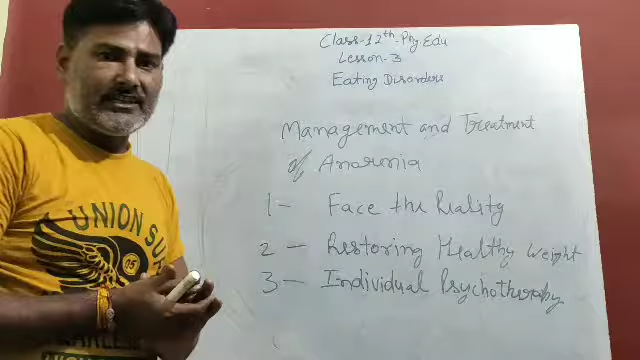 Class-12th-Phy. Edu
Lesson-3
Eating Disorders
Management and Treatment
of Anorexia
1- Face the Reality
2- Restoring Healthy Weight
3- Individual Psychotherapy
UNION SU
05